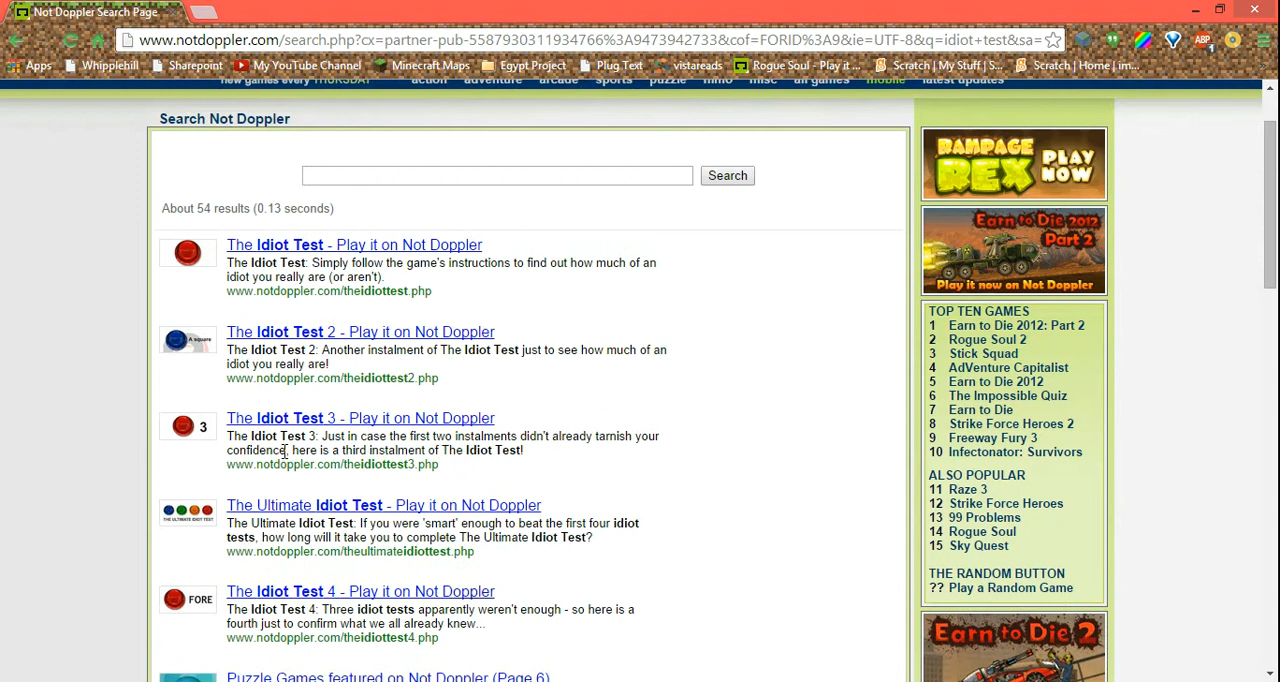 Not Doppler Search Page
www.notdoppler.com/search.php?cx=partner-pub-5587930311934766%3A9473942733&cof=FORID%3A9&ie=UTF-8&q=idiot+test&sa=
ABP
1
Apps Whipplehill Sharepoint My YouTube Channel Minecraft Maps Egypt Project Plug Text vistareads Rogue Soul - Play it ... Scratch | My Stuff | S... Scratch | Home | im...
new games every THURSDAY action adventure arcade sports puzzle mmo misc all games mobile latest updates
Search Not Doppler
Search
About 54 results (0.13 seconds)
The Idiot Test - Play it on Not Doppler
The Idiot Test: Simply follow the game's instructions to find out how much of an
idiot you really are (or aren't).
www.notdoppler.com/theidiottest.php
A square
The Idiot Test 2 - Play it on Not Doppler
The Idiot Test 2: Another instalment of The Idiot Test just to see how much of an
idiot you really are!
www.notdoppler.com/theidiottest2.php
3
The Idiot Test 3 - Play it on Not Doppler
The Idiot Test 3: Just in case the first two instalments didn't already tarnish your
confidence, here is a third instalment of The Idiot Test!
www.notdoppler.com/theidiottest3.php
THE ULTIMATE IDIOT TEST
The Ultimate Idiot Test - Play it on Not Doppler
The Ultimate Idiot Test: If you were 'smart' enough to beat the first four idiot
tests, how long will it take you to complete The Ultimate Idiot Test?
www.notdoppler.com/theultimateidiottest.php
FORE
The Idiot Test 4 - Play it on Not Doppler
The Idiot Test 4: Three idiot tests apparently weren't enough - so here is a
fourth just to confirm what we all already knew...
www.notdoppler.com/theidiottest4.php
Puzzle Games featured on Not Doppler (Page 6)
RAMPAGE
REX
PLAY
NOW
Earn to Die 2012
Part 2
Play it now on Not Doppler
TOP TEN GAMES
1 Earn to Die 2012: Part 2
2 Rogue Soul 2
3 Stick Squad
4 AdVenture Capitalist
5 Earn to Die 2012
6 The Impossible Quiz
7 Earn to Die
8 Strike Force Heroes 2
9 Freeway Fury 3
10 Infectonator: Survivors
ALSO POPULAR
11 Raze 3
12 Strike Force Heroes
13 99 Problems
14 Rogue Soul
15 Sky Quest
THE RANDOM BUTTON
?? Play a Random Game
Earn to Die 2